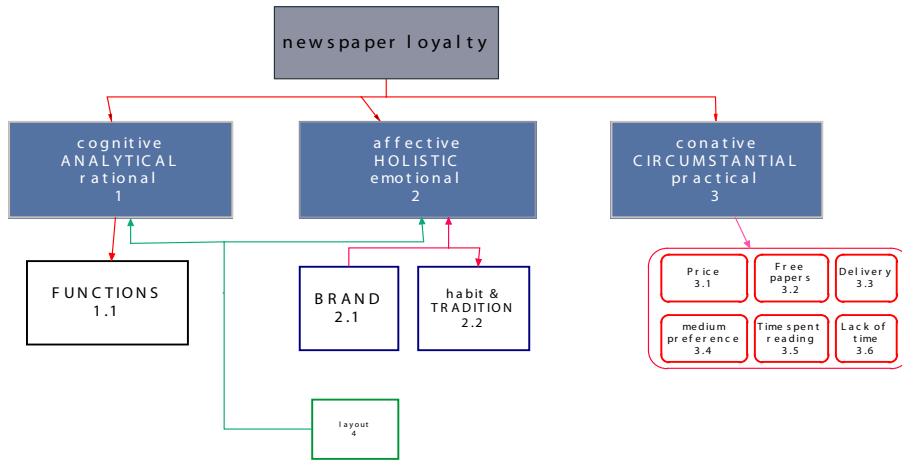 newspaper loyalty
cognitive
ANALYTICAL
rational
1
affective
HOLISTIC
emotional
2
conative
CIRCUMSTANTIAL
practical
3
FUNCTIONS
1.1
BRAND
2.1
habit &
TRADITION
2.2
Price
3.1
Free
papers
3.2
Delivery
3.3
medium
preference
3.4
Time spent
reading
3.5
Lack of
time
3.6
layout
4